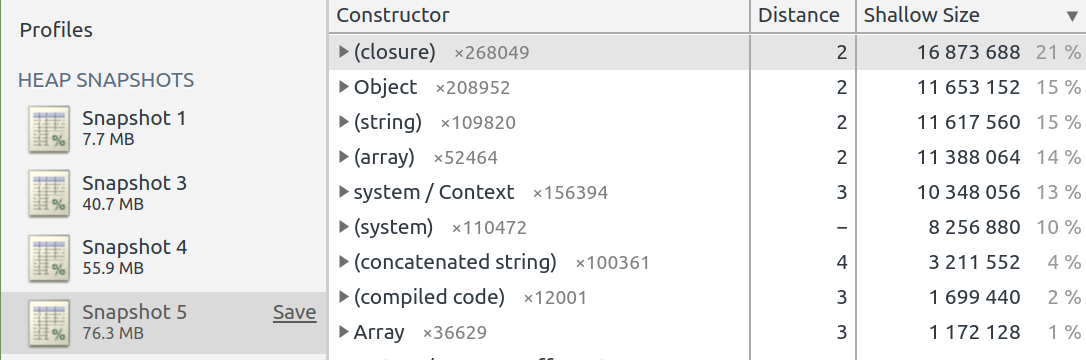 Profiles
HEAP SNAPSHOTS
Snapshot 1
7.7 MB
Snapshot 3
40.7 MB
Snapshot 4
55.9 MB
Snapshot 5 Save
76.3 MB
Constructor Distance Shallow Size ▼
(closure) ×268049 2 16 873 688 21 %
Object ×208952 2 11 653 152 15 %
(string) ×109820 2 11 617 560 15 %
(array) ×52464 2 11 388 064 14 %
system / Context ×156394 3 10 348 056 13 %
(system) ×110472 – 8 256 880 10 %
(concatenated string) ×100361 4 3 211 552 4 %
(compiled code) ×12001 3 1 699 440 2 %
Array ×36629 3 1 172 128 1 %